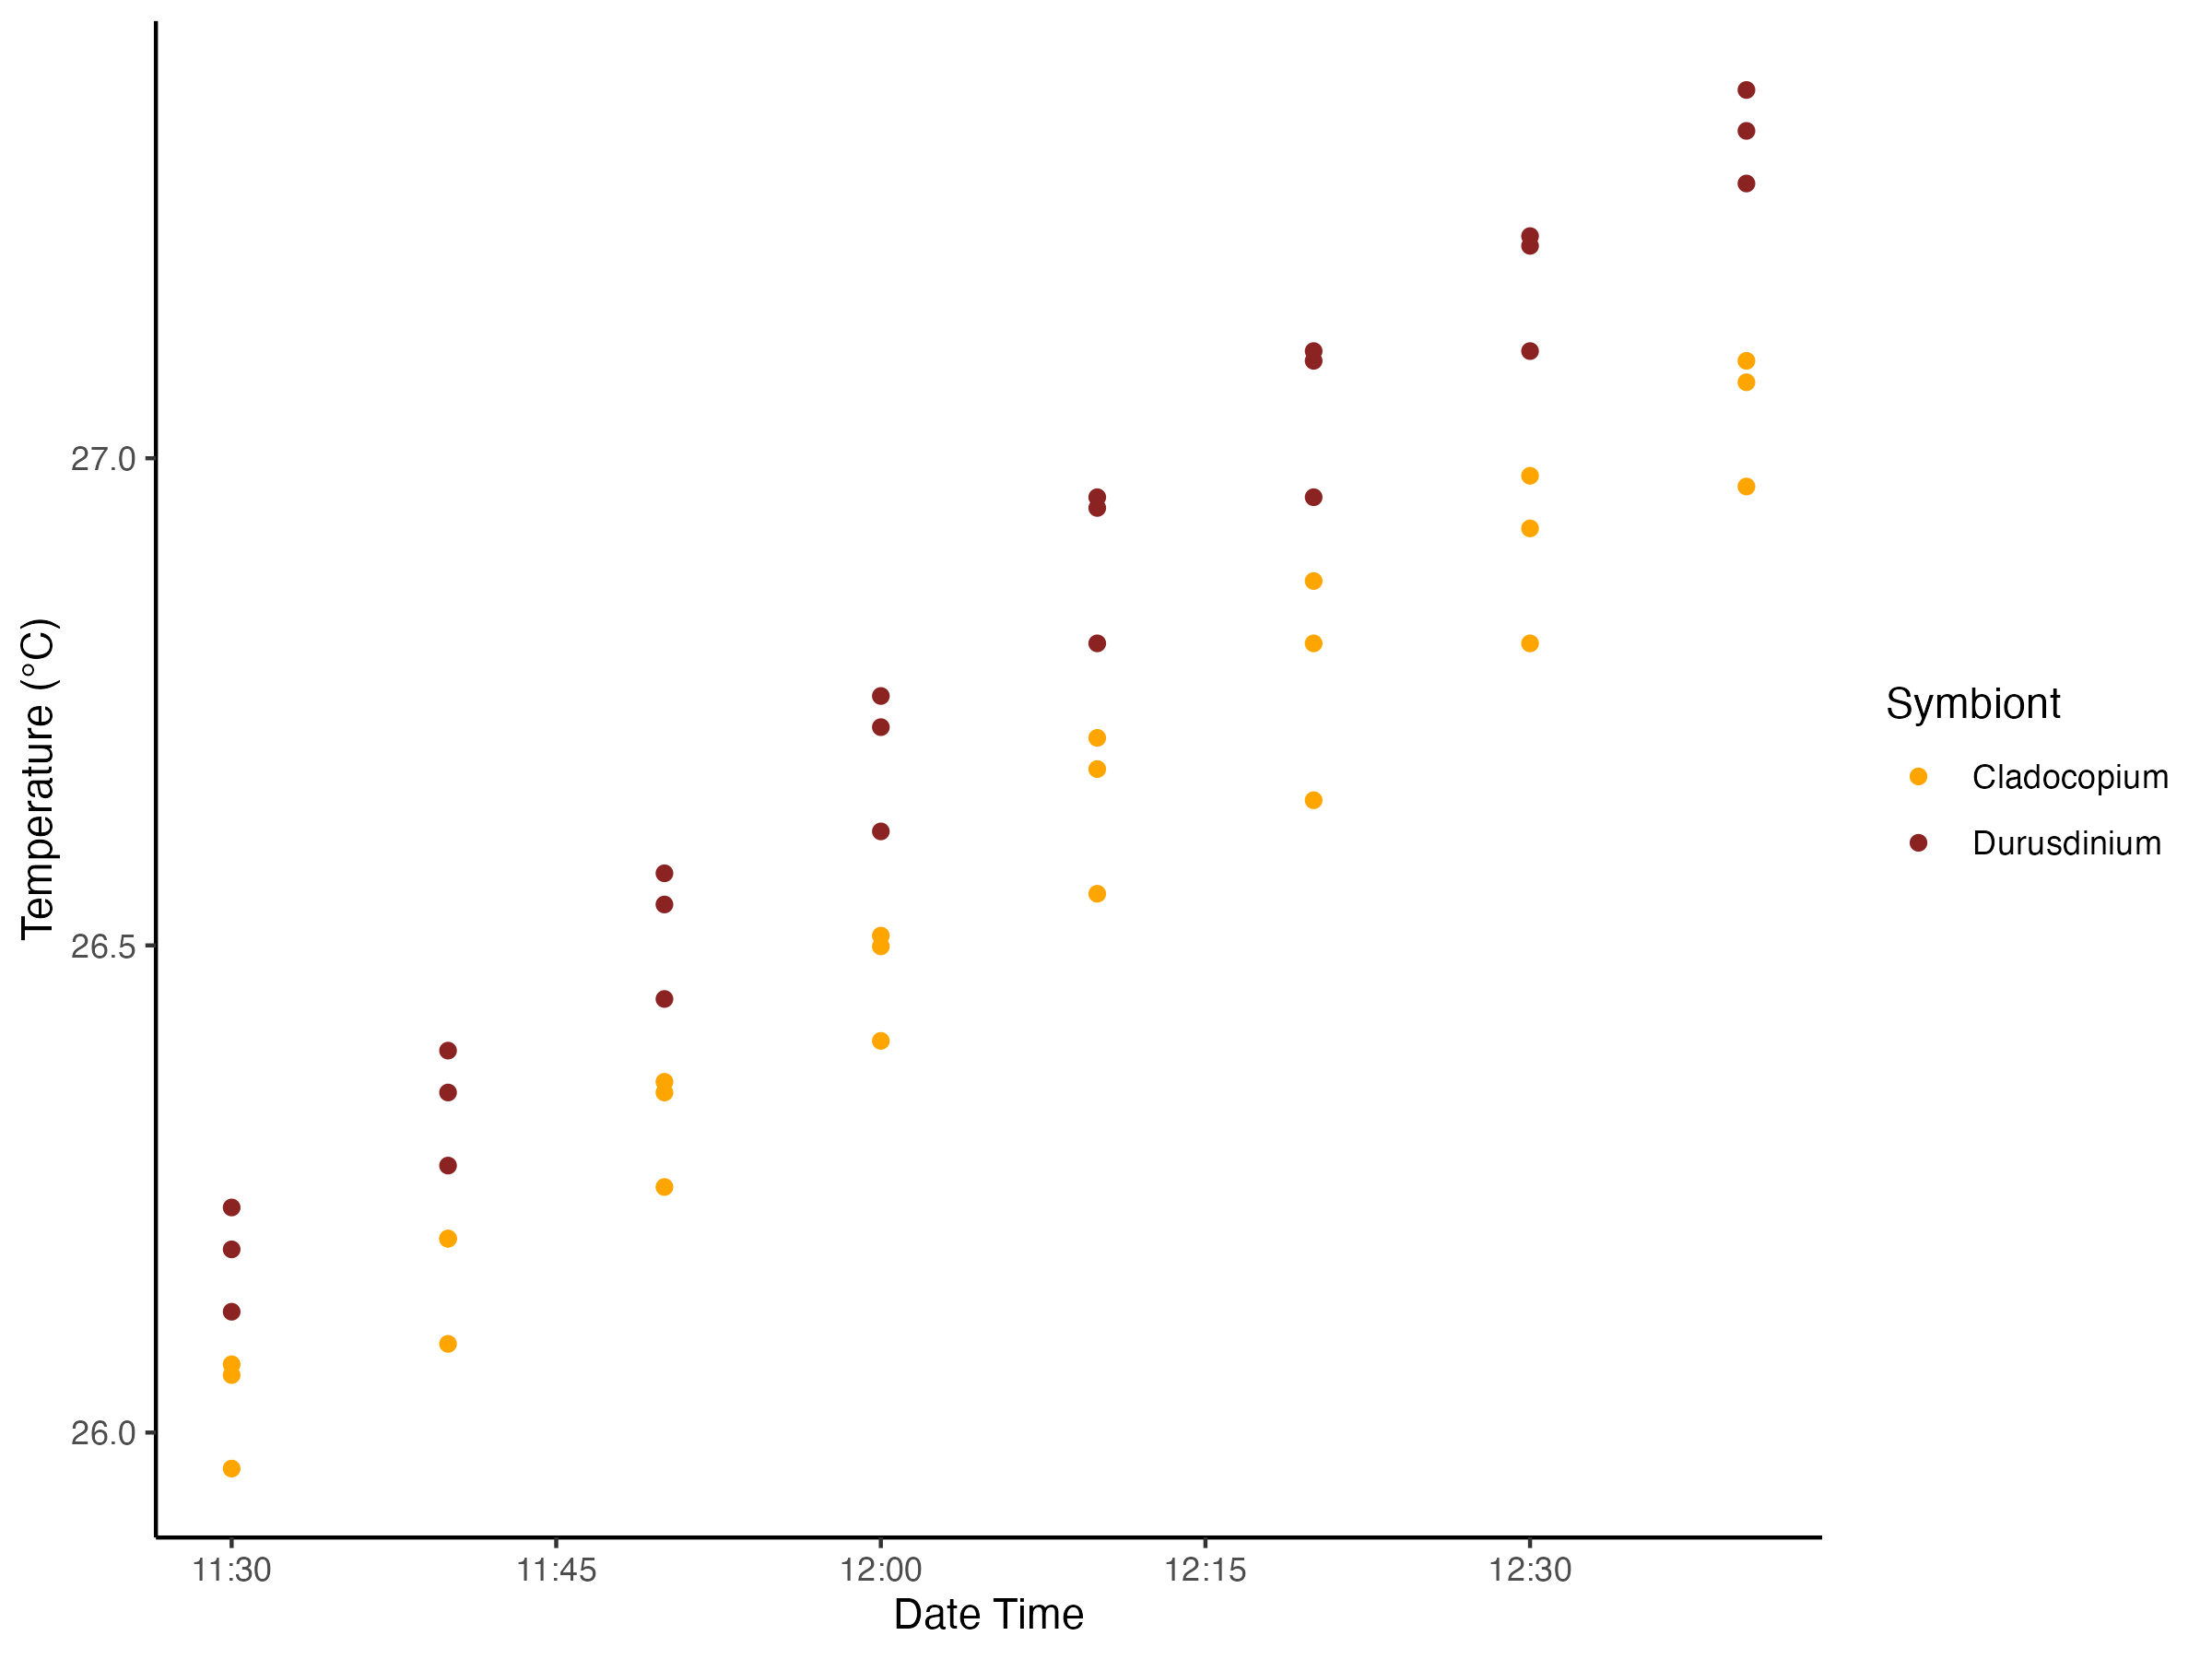 27.0
26.5
26.0
Temperature (°C)
11:30
11:45
12:00
12:15
12:30
Date Time
Symbiont
Cladocopium
Durusdinium